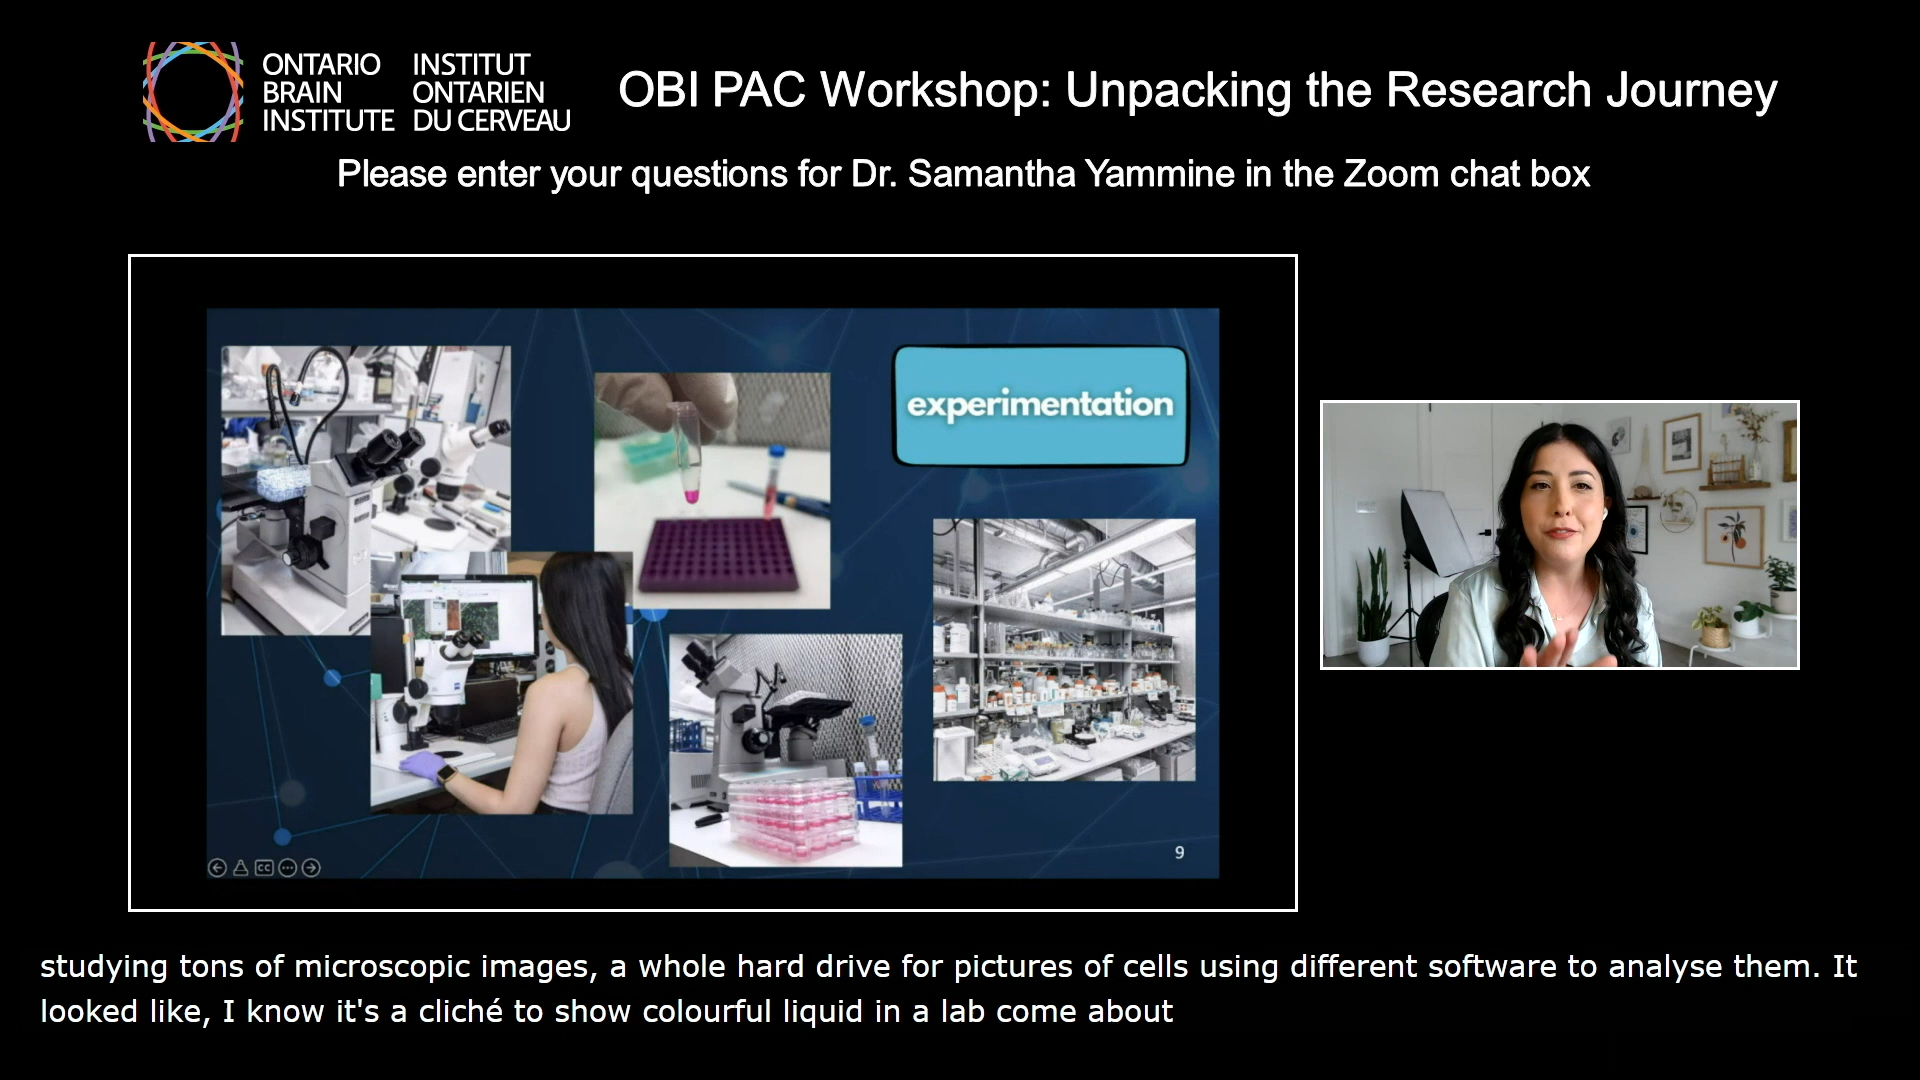 ONTARIO
BRAIN
INSTITUTE
INSTITUT
ONTARIEN
DU CERVEAU
OBI PAC Workshop: Unpacking the Research Journey
Please enter your questions for Dr. Samantha Yammine in the Zoom chat box
experimentation
9
studying tons of microscopic images, a whole hard drive for pictures of cells using different software to analyse them. It
looked like, I know it's a cliché to show colourful liquid in a lab come about